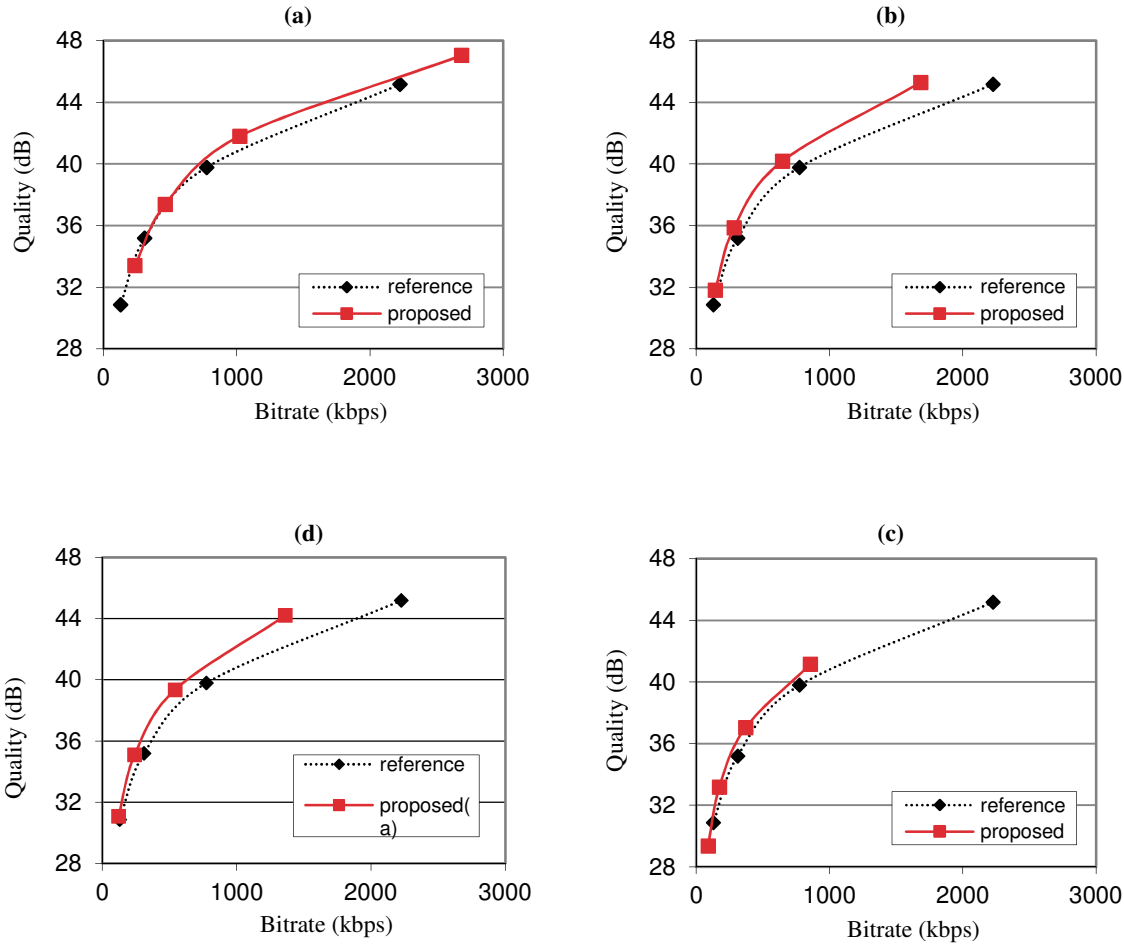 (a)
48
44
40
36
32
28
Quality (dB)
0 1000 2000 3000
Bitrate (kbps)
reference
proposed
(b)
48
44
40
36
32
28
Quality (dB)
0 1000 2000 3000
Bitrate (kbps)
reference
proposed
(d)
48
44
40
36
32
28
Quality (dB)
0 1000 2000 3000
Bitrate (kbps)
reference
proposed(
a)
(c)
48
44
40
36
32
28
Quality (dB)
0 1000 2000 3000
Bitrate (kbps)
reference
proposed